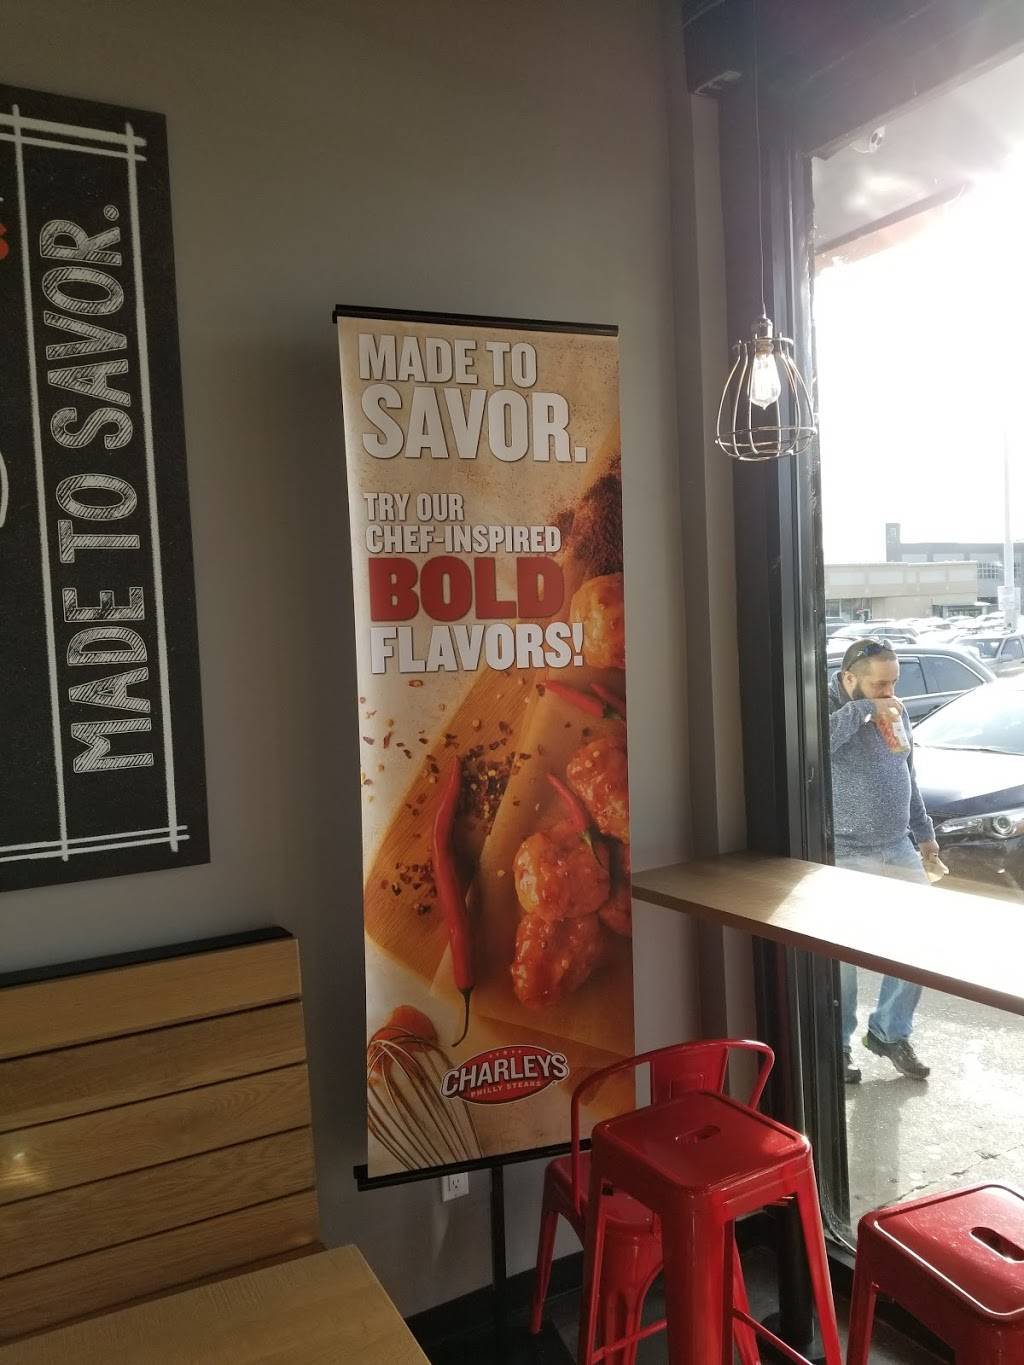 MADE TO SAVOR.
MADE TO
SAVOR.
TRY OUR
CHEF-INSPIRED
BOLD
FLAVORS!
CHARLEYS
PHILLY STEAKS